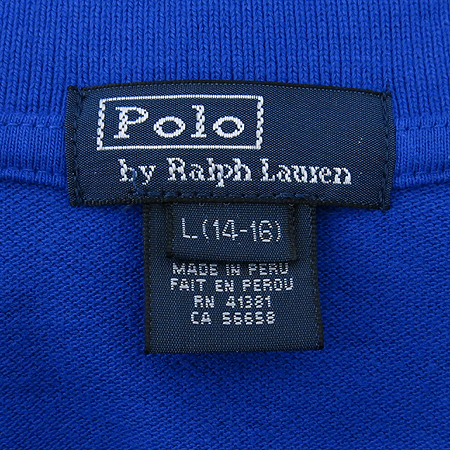 Polo
by Ralph Lauren
L (14-16)
MADE IN PERU
FAIT EN PEROU
RN 41381
CA 56658